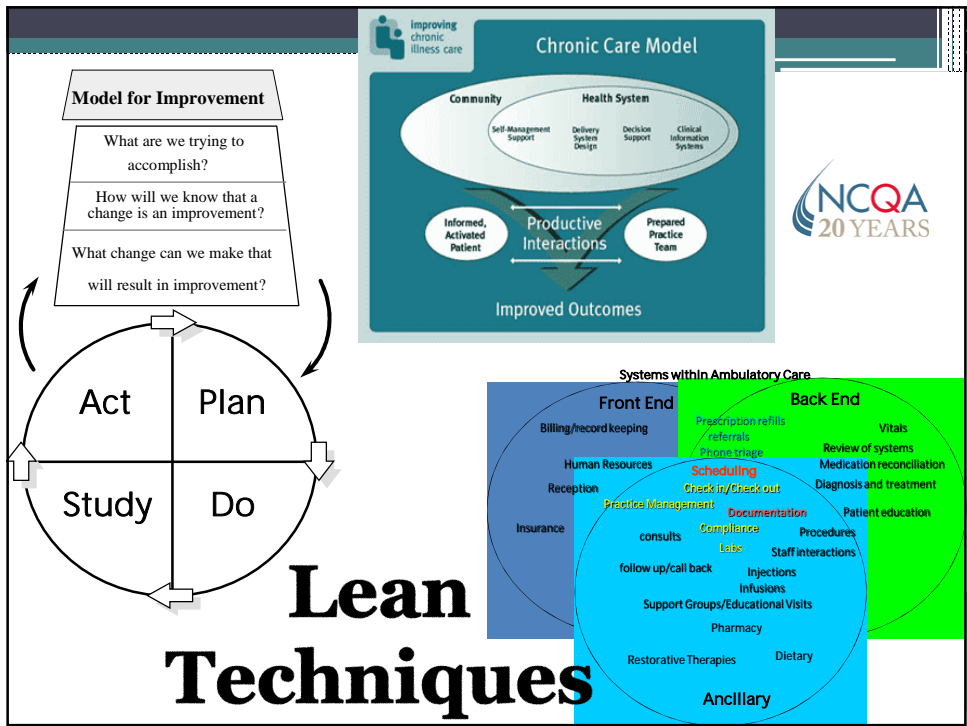 Model for Improvement
What are we trying to
accomplish?
How will we know that a
change is an improvement?
What change can we make that
will result in improvement?
Act
Plan
Study
Do
improving
chronic
illness care
Chronic Care Model
Community
Health System
Self-Management
Support
Delivery
System
Design
Decision
Support
Clinical
Information
Systems
Informed,
Activated
Patient
Productive
Interactions
Prepared
Practice
Team
Improved Outcomes
NCQA
20 YEARS
Systems within Ambulatory Care
Front End
Back End
Billing/record keeping
Human Resources
Reception
Insurance
Prescription refills
referrals
Phone triage
Vitals
Review of systems
Medication reconciliation
Diagnosis and treatment
Patient education
Procedures
Staff interactions
Scheduling
Check in/Check out
Practice Management
Documentation
Compliance
consults
Labs
follow up/call back
Injections
Infusions
Support Groups/Educational Visits
Pharmacy
Restorative Therapies
Dietary
Ancillary
Lean
Techniques